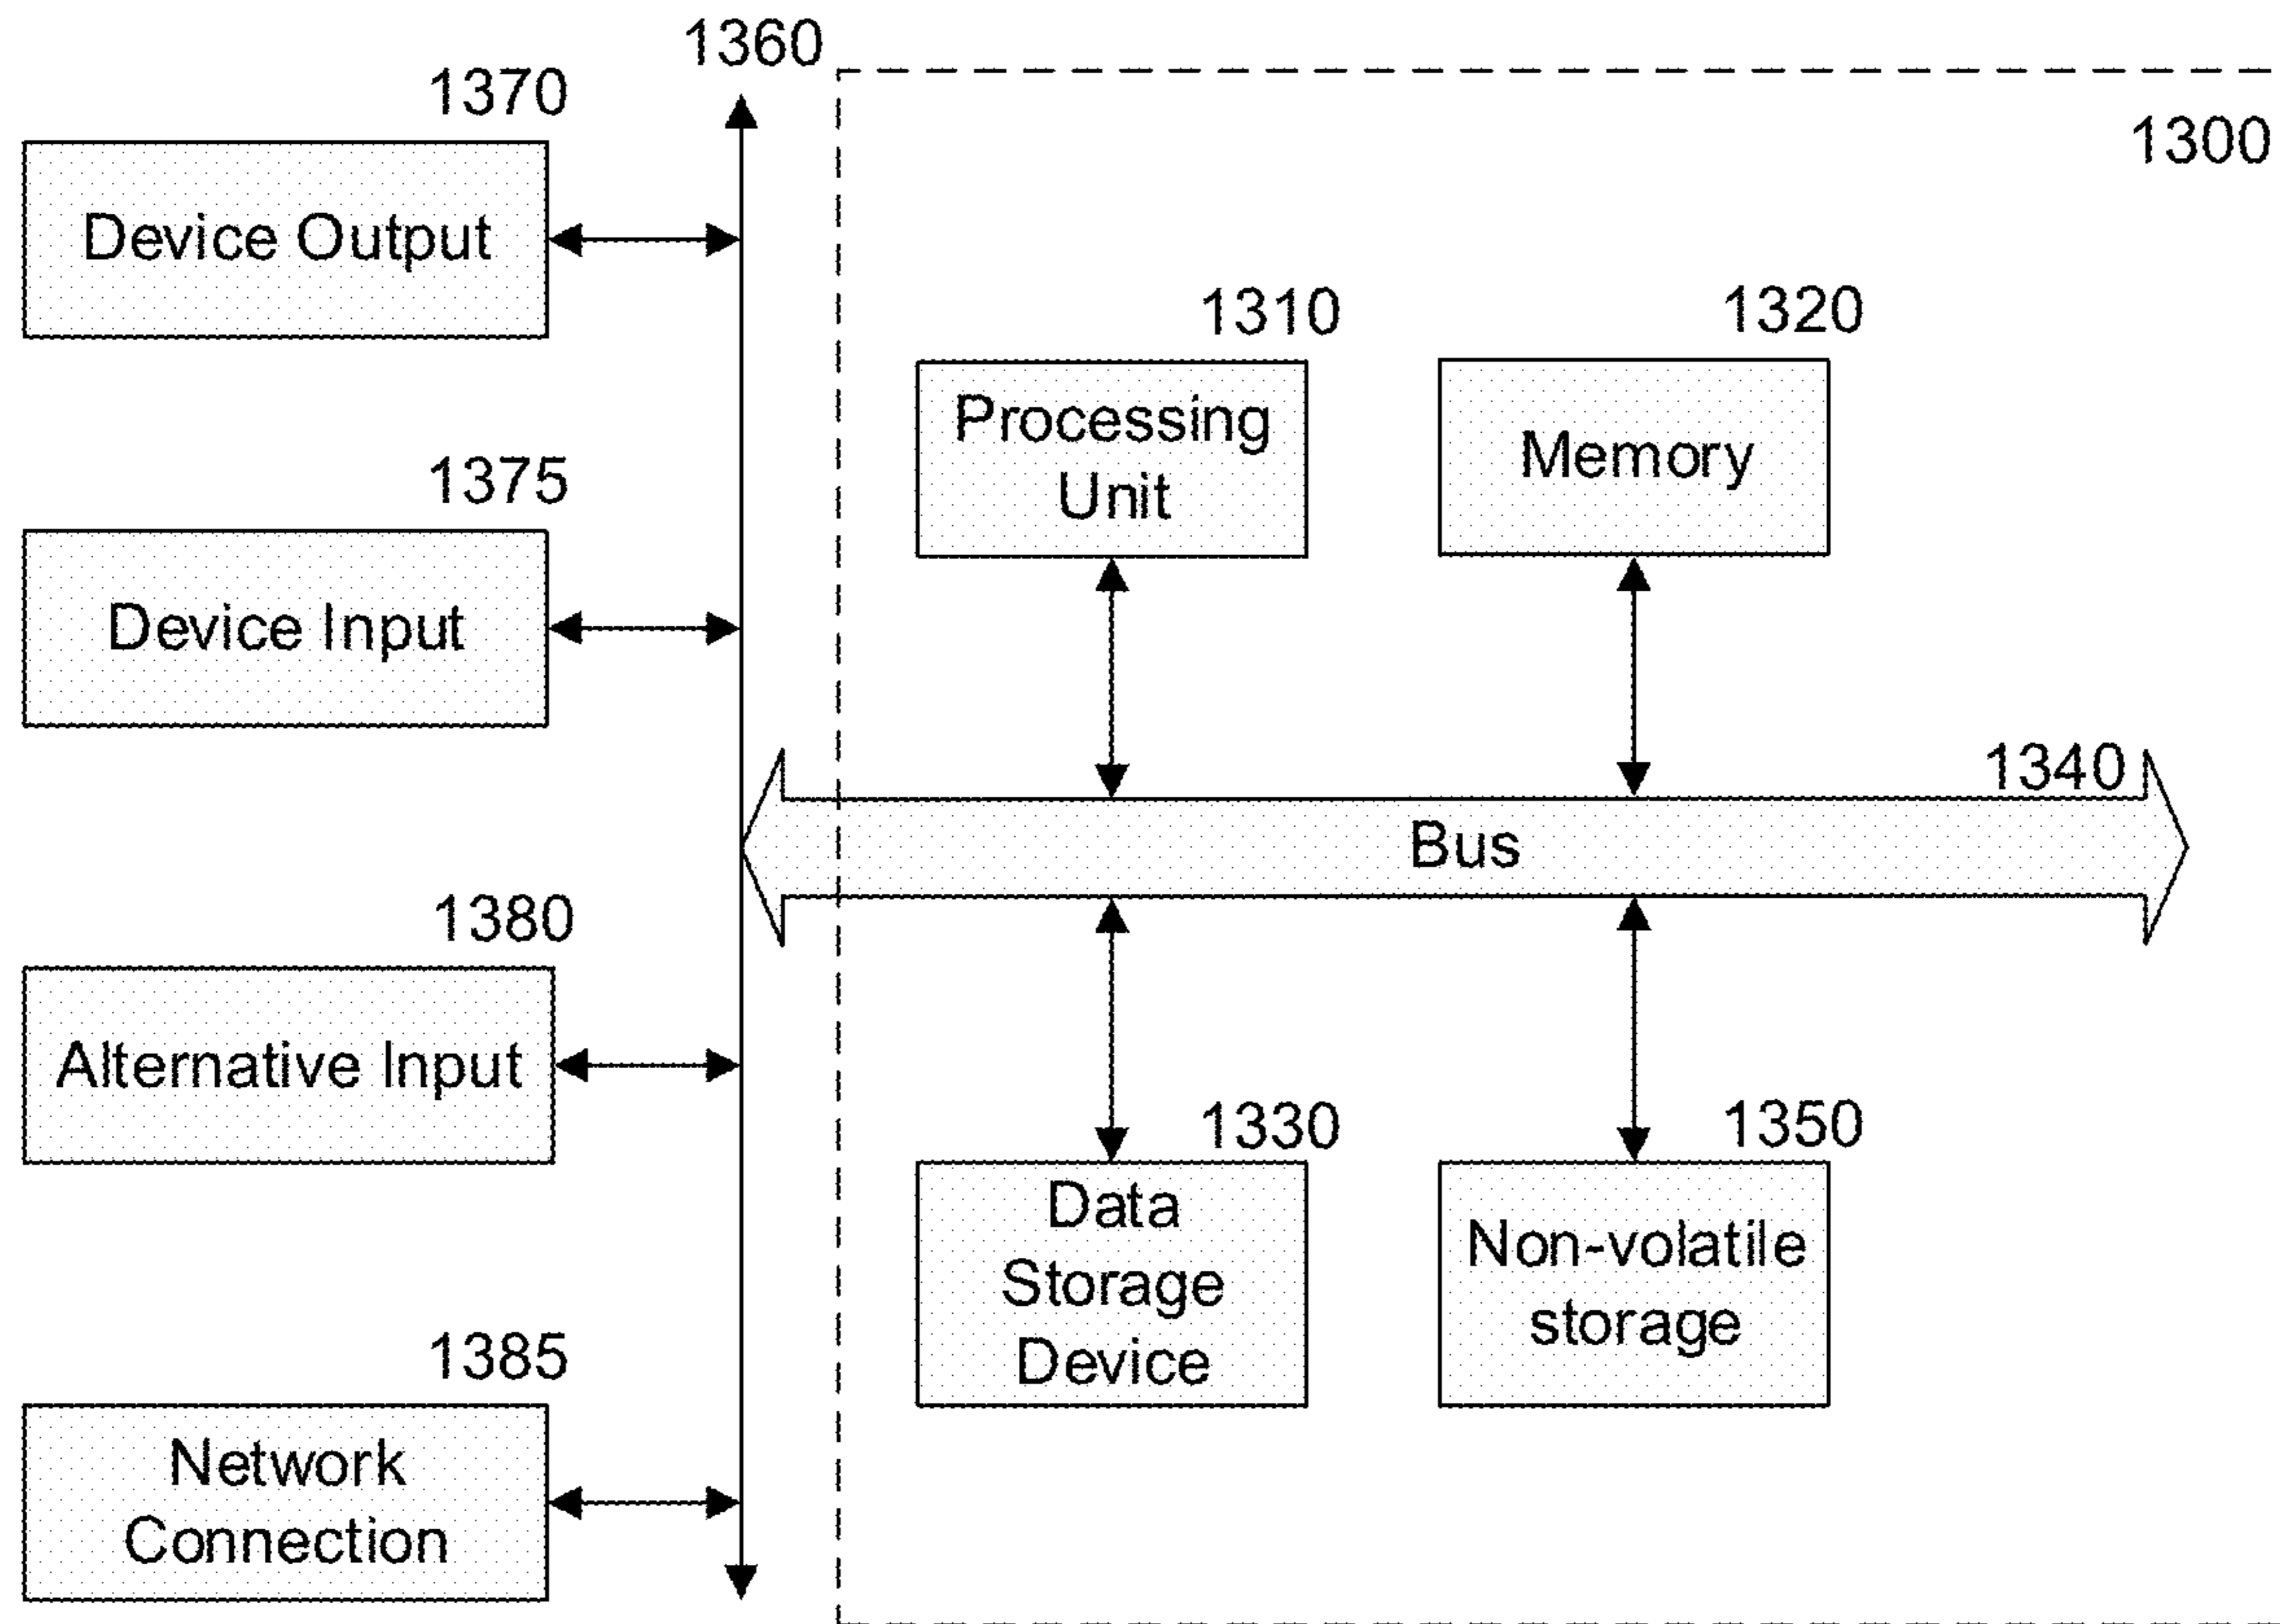 1360
1370
1300
Device Output
1310
1320
Processing
Unit
Memory
1375
Device Input
1340
Bus
1380
Alternative Input
1330
1350
Data
Storage
Device
Non-volatile
storage
1385
Network
Connection